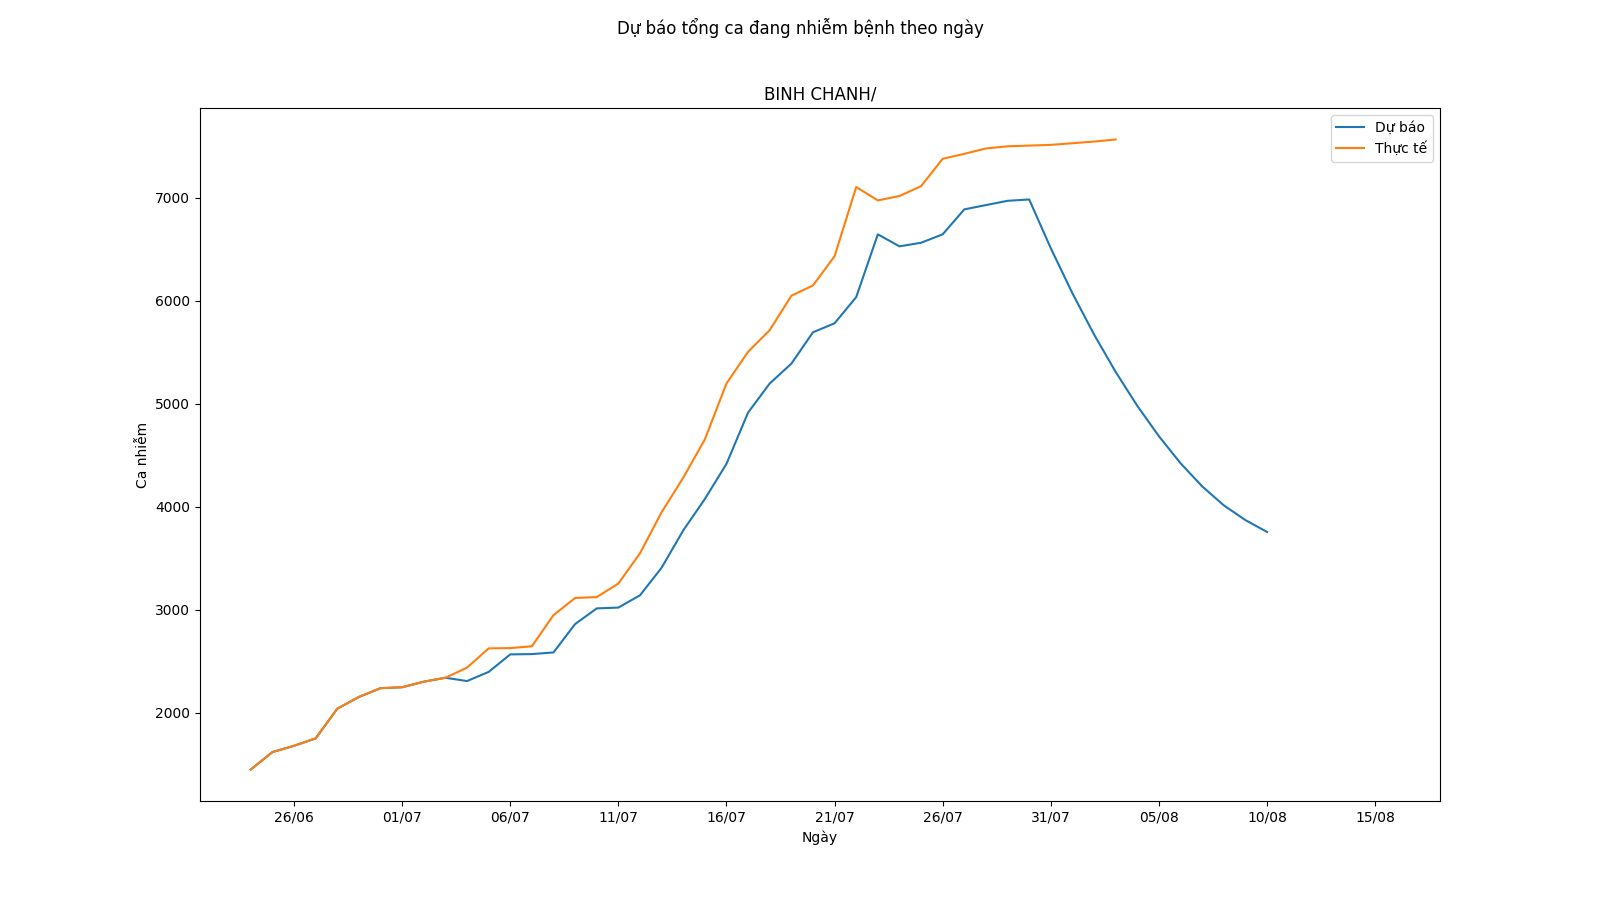 Dự báo tổng ca đang nhiễm bệnh theo ngày
BINH CHANH/
Dự báo
Thực tế
7000
6000
5000
4000
3000
2000
Ca nhiễm
26/06 01/07 06/07 11/07 16/07 21/07 26/07 31/07 05/08 10/08 15/08
Ngày